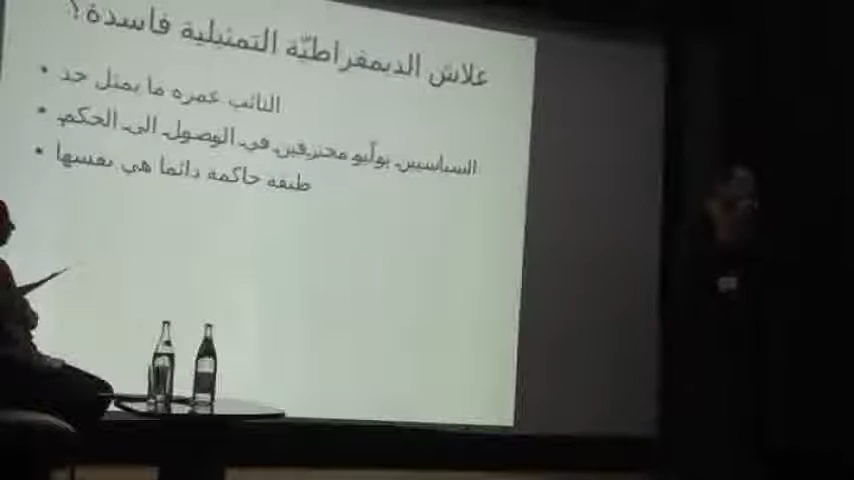 علاش الديمقراطيّة التمثيلية فاسدة؟
النائب عمره ما يمثل حد
السياسيين يولّيو محترفين في الوصول الى الحكم
طبقة حاكمة دائما هي نفسها